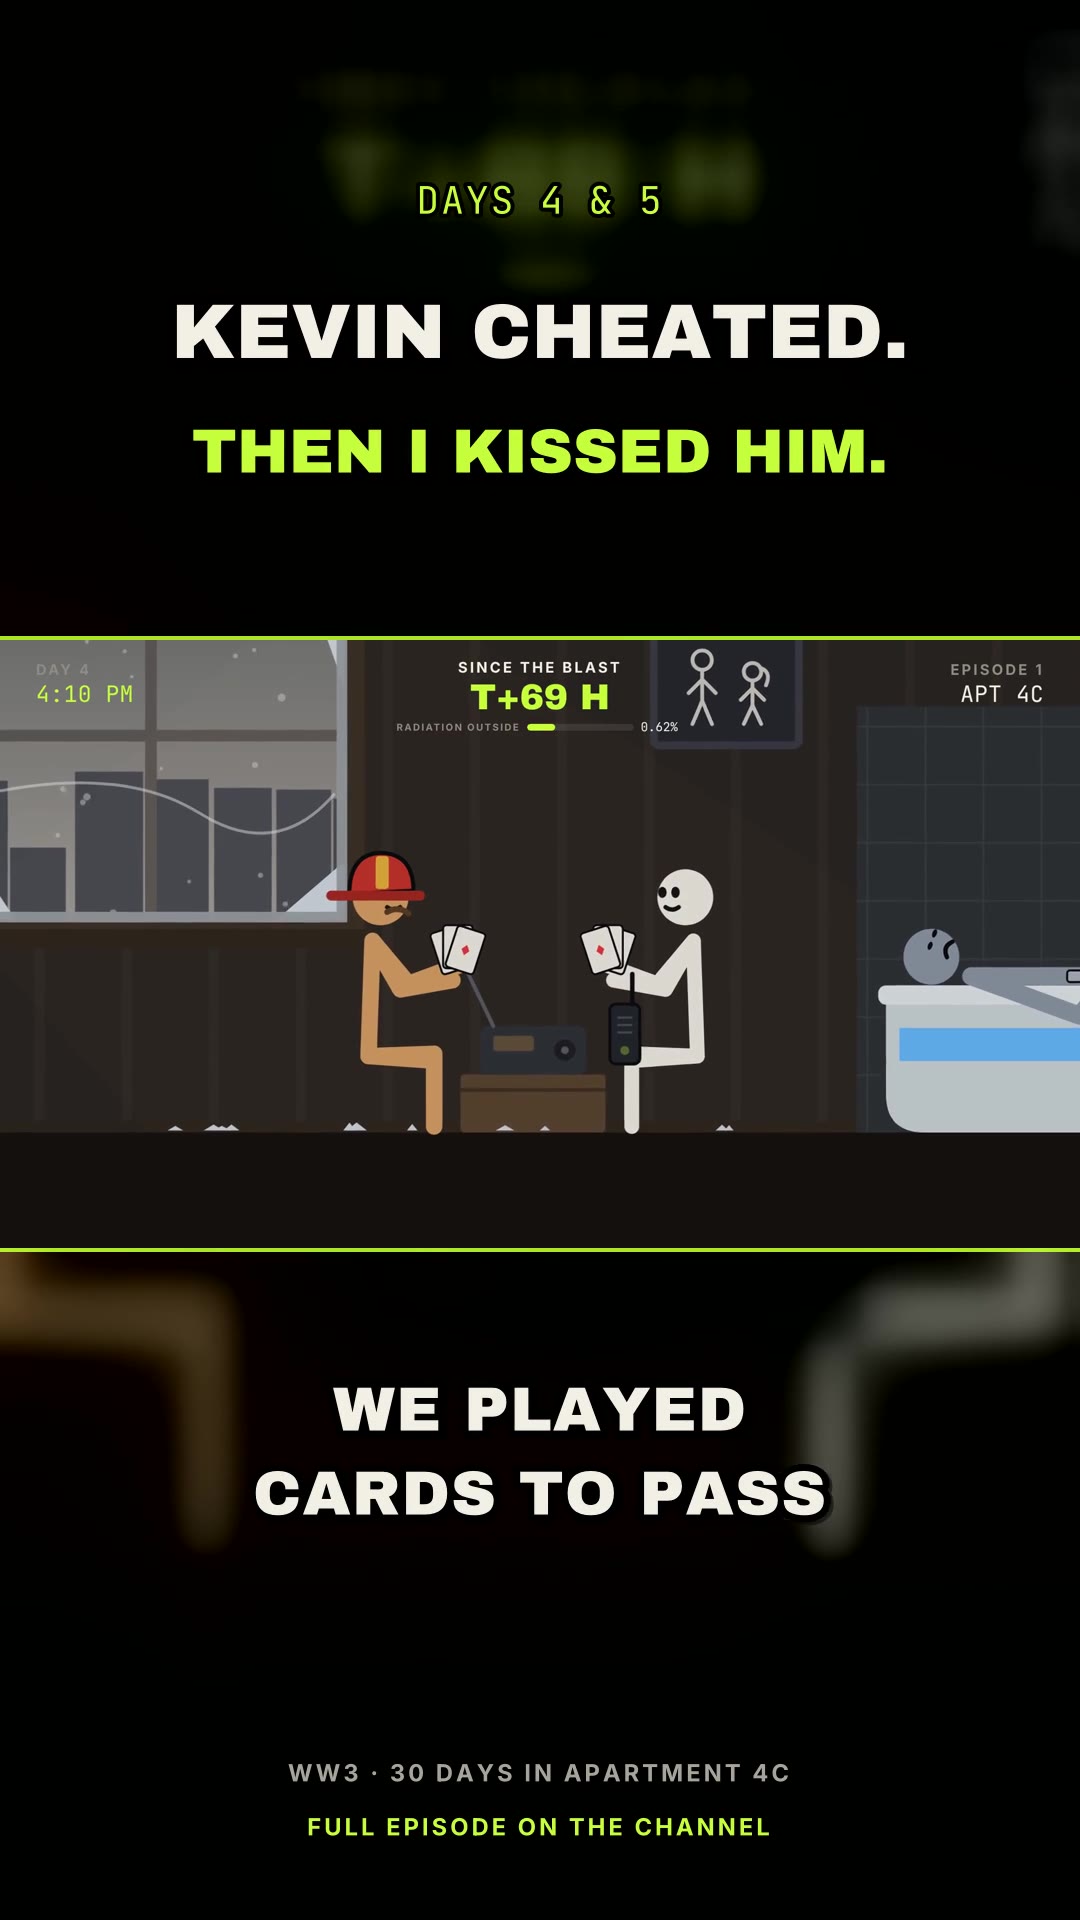 DAYS 4 & 5
KEVIN CHEATED.
THEN I KISSED HIM.
DAY 4
4:10 PM
SINCE THE BLAST
T+69 H
RADIATION OUTSIDE 0.62%
EPISODE 1
APT 4C
WE PLAYED
CARDS TO PASS
WW3 · 30 DAYS IN APARTMENT 4C
FULL EPISODE ON THE CHANNEL